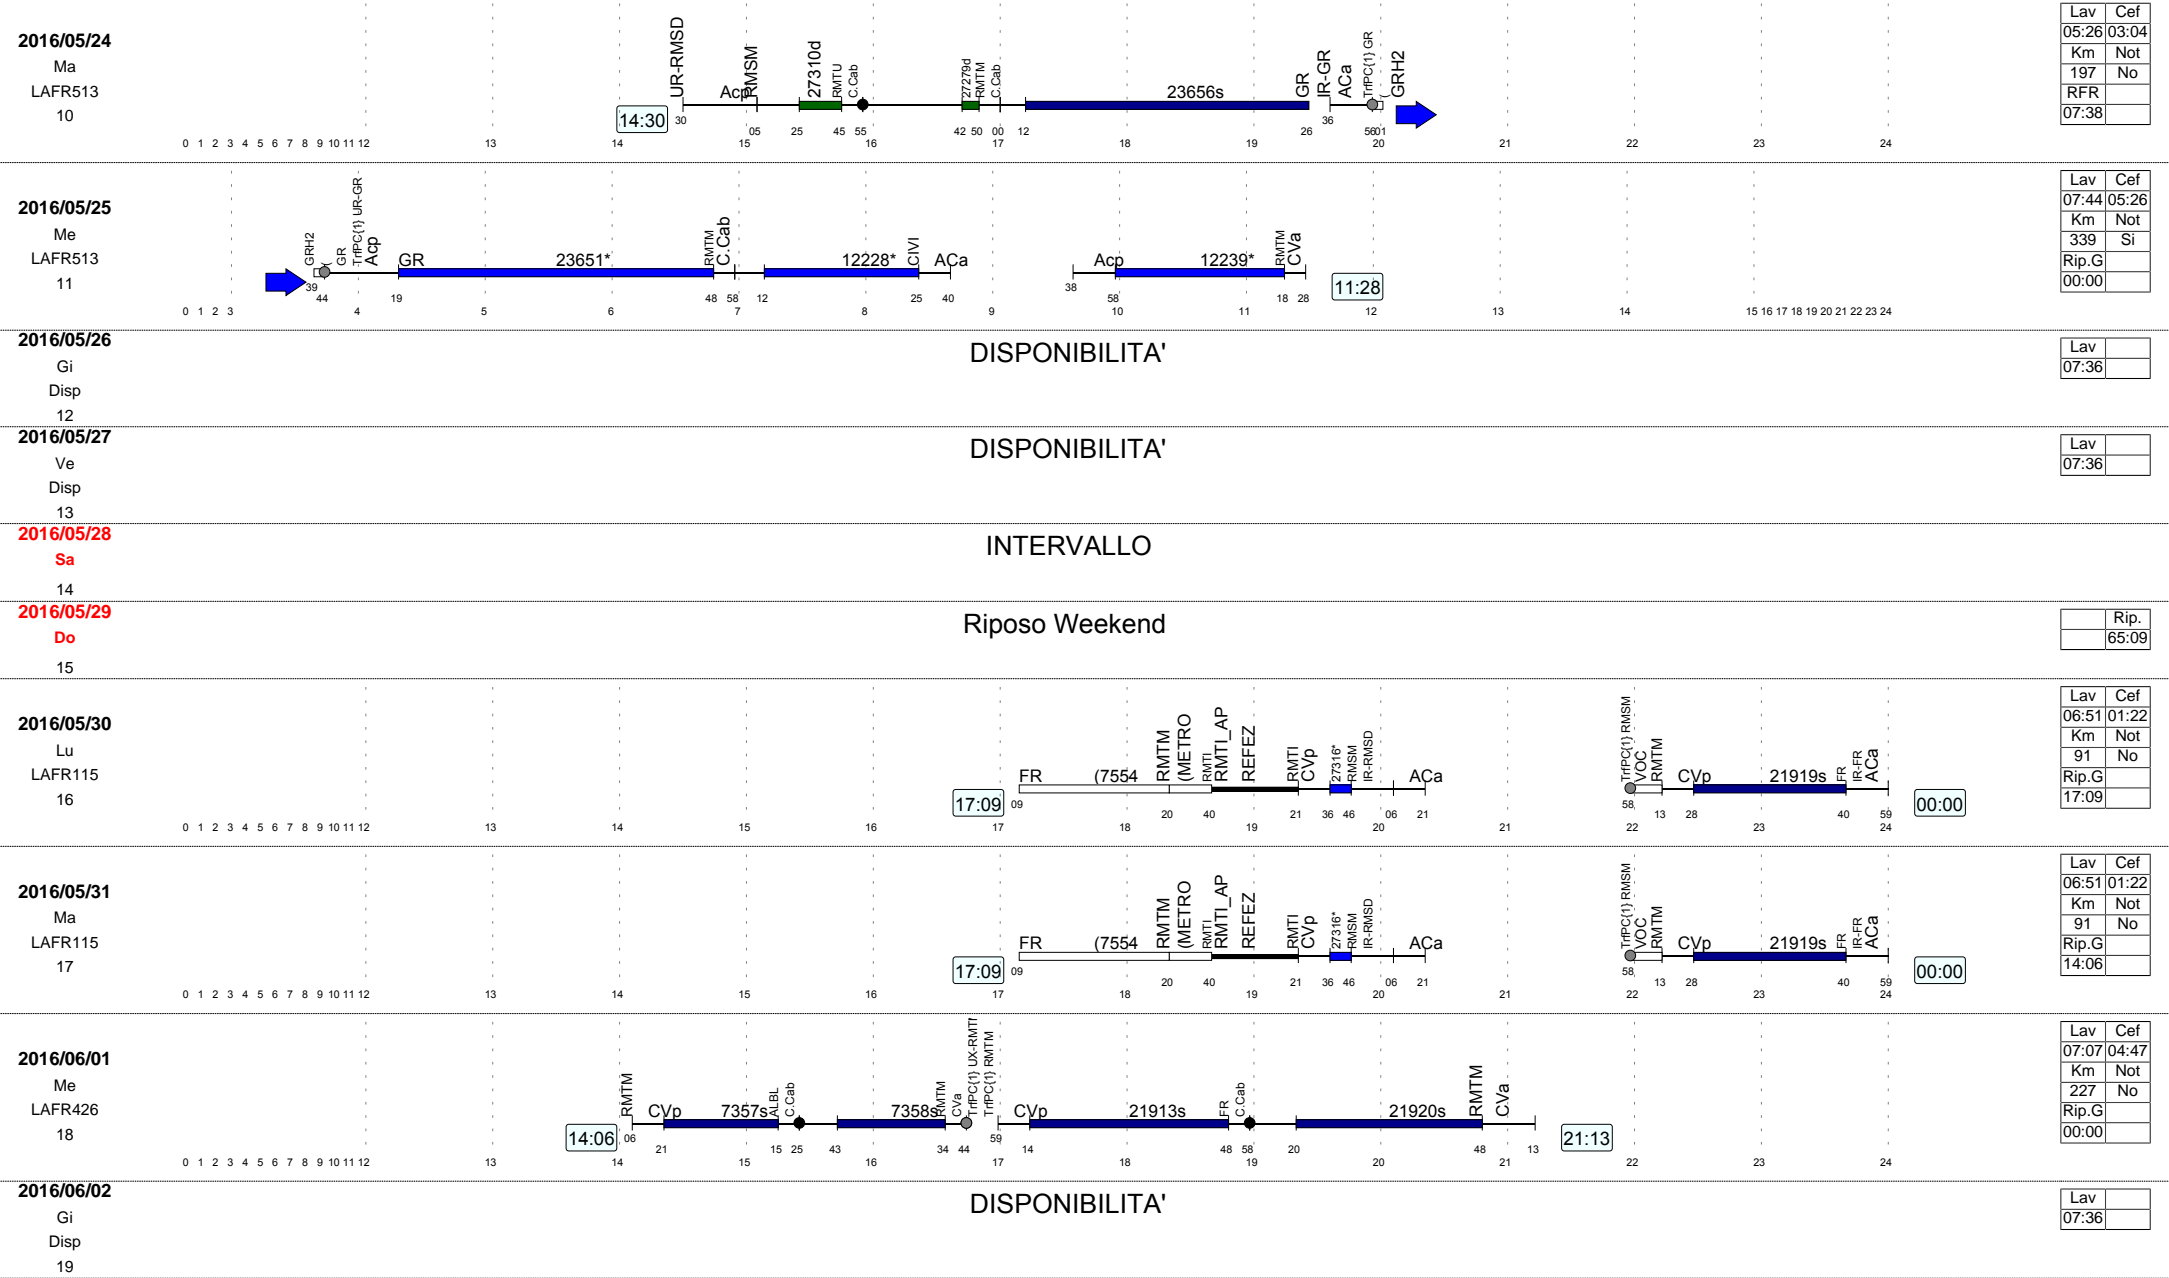 2016/05/24
Ma
LAFR513
10
14:30
UR-RMSD
Acp
RMSM
27310d
RMTU
C.Cab
27279d
RMTM
C.Cab
23656s
GR
IR-GR
ACa
TrfPC{1} GR
(
GRH2
30 05 25 45 55 42 50 00 12 26 36 56 01
0 1 2 3 4 5 6 7 8 9 10 11 12 13 14 15 16 17 18 19 20 21 22 23 24
Lav Cef
05:26 03:04
Km Not
197 No
RFR
07:38
2016/05/25
Me
LAFR513
11
GRH2
(
GR
TrfPC{1} UR-GR
Acp
GR
23651*
RMTM
C.Cab
12228*
CIVI
ACa
Acp
12239*
RMTM
CVa
11:28
39 44 19 48 58 12 25 40 38 58 18 28
0 1 2 3 4 5 6 7 8 9 10 11 12 13 14 15 16 17 18 19 20 21 22 23 24
Lav Cef
07:44 05:26
Km Not
339 Si
Rip.G
00:00
2016/05/26
Gi
Disp
12
DISPONIBILITA'
Lav
07:36
2016/05/27
Ve
Disp
13
DISPONIBILITA'
Lav
07:36
2016/05/28
Sa
14
INTERVALLO
2016/05/29
Do
15
Riposo Weekend
Rip.
65:09
2016/05/30
Lu
LAFR115
16
17:09
FR
(7554
RMTM
(METRO
RMTI
RMTI_AP
REFEZ
RMTI
CVp
27316*
RMSM
IR-RMSD
ACa
TrfPC{1} RMSM
VOC
RMTM
CVp
21919s
FR
IR-FR
ACa
00:00
09 20 40 21 36 46 06 21 58 13 28 40 59
0 1 2 3 4 5 6 7 8 9 10 11 12 13 14 15 16 17 18 19 20 21 22 23 24
Lav Cef
06:51 01:22
Km Not
91 No
Rip.G
17:09
2016/05/31
Ma
LAFR115
17
17:09
FR
(7554
RMTM
(METRO
RMTI
RMTI_AP
REFEZ
RMTI
CVp
27316*
RMSM
IR-RMSD
ACa
TrfPC{1} RMSM
VOC
RMTM
CVp
21919s
FR
IR-FR
ACa
00:00
09 20 40 21 36 46 06 21 58 13 28 40 59
0 1 2 3 4 5 6 7 8 9 10 11 12 13 14 15 16 17 18 19 20 21 22 23 24
Lav Cef
06:51 01:22
Km Not
91 No
Rip.G
14:06
2016/06/01
Me
LAFR426
18
14:06
RMTM
CVp
7357s
ALBL
C.Cab
7358s
RMTM
CVa
TrfPC{1} UX-RMTM
TrfPC{1} RMTM
CVp
21913s
FR
C.Cab
21920s
RMTM
CVa
21:13
06 21 15 25 43 34 44 59 14 48 58 20 48 13
0 1 2 3 4 5 6 7 8 9 10 11 12 13 14 15 16 17 18 19 20 21 22 23 24
Lav Cef
07:07 04:47
Km Not
227 No
Rip.G
00:00
2016/06/02
Gi
Disp
19
DISPONIBILITA'
Lav
07:36